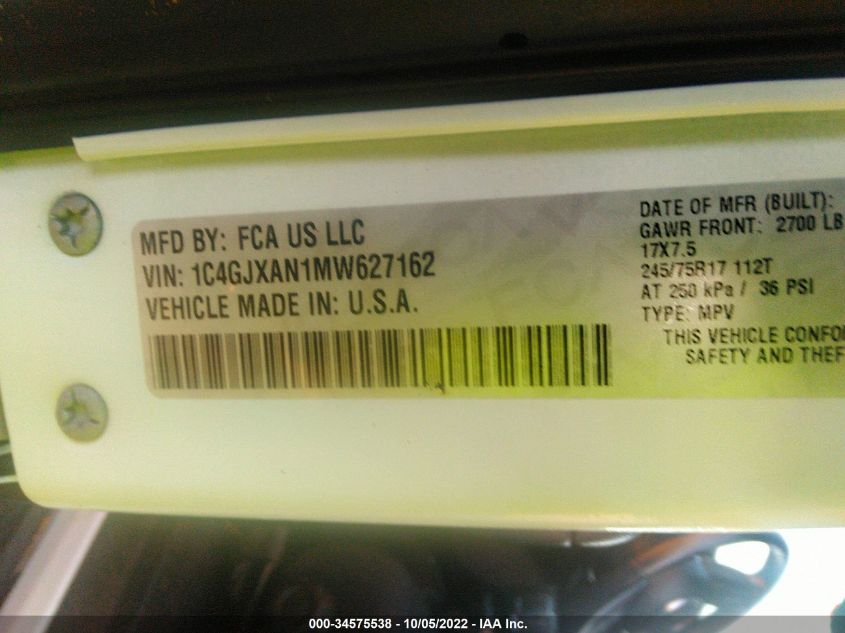 MFD BY: FCA US LLC
VIN: 1C4GJXAN1MW627162
VEHICLE MADE IN: U.S.A.
DATE OF MFR (BUILT):
GAWR FRONT: 2700 LB
17X7.5
245/75R17 112T
AT 250 kPa / 36 PSI
TYPE: MPV
THIS VEHICLE CONFO
SAFETY AND THEF
000-34575538 - 10/05/2022 - IAA Inc.